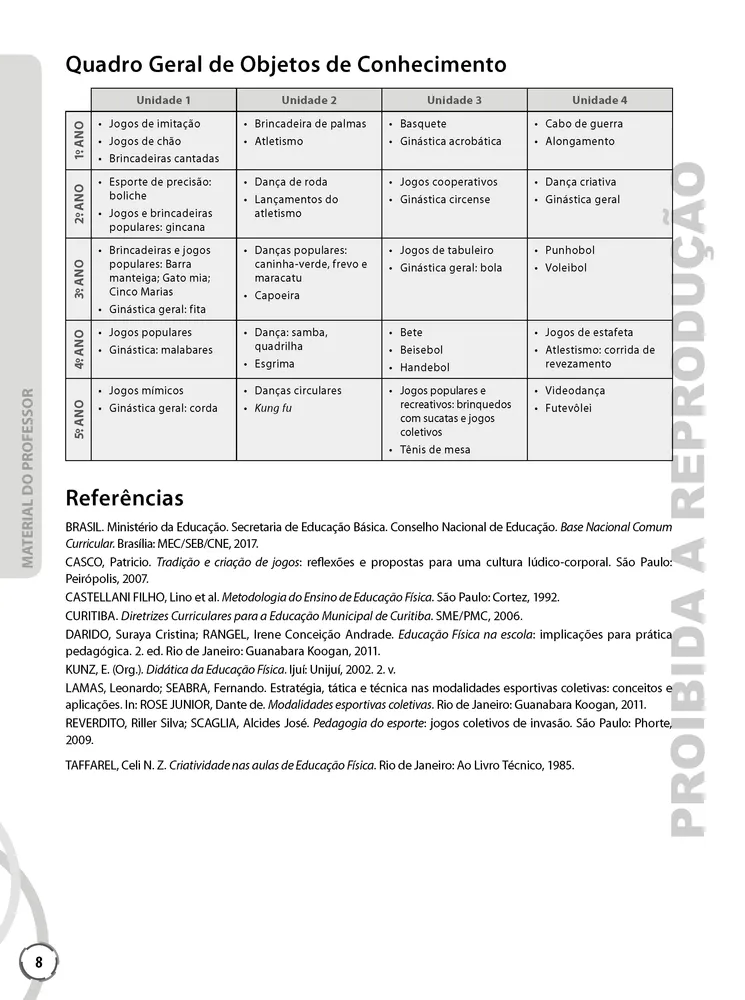 Quadro Geral de Objetos de Conhecimento
Unidade 1
Unidade 2
Unidade 3
Unidade 4
1º ANO
• Jogos de imitação
• Jogos de chão
• Brincadeiras cantadas
• Brincadeira de palmas
• Atletismo
• Basquete
• Ginástica acrobática
• Cabo de guerra
• Alongamento
2º ANO
• Esporte de precisão:
boliche
• Jogos e brincadeiras
populares: gincana
• Dança de roda
• Lançamentos do
atletismo
• Jogos cooperativos
• Ginástica circense
• Dança criativa
• Ginástica geral
3º ANO
• Brincadeiras e jogos
populares: Barra
manteiga; Gato mia;
Cinco Marias
• Ginástica geral: fita
• Danças populares:
caninha-verde, frevo e
maracatu
• Capoeira
• Jogos de tabuleiro
• Ginástica geral: bola
• Punhobol
• Voleibol
4º ANO
• Jogos populares
• Ginástica: malabares
• Dança: samba,
quadrilha
• Esgrima
• Bete
• Beisebol
• Handebol
• Jogos de estafeta
• Atlestismo: corrida de
revezamento
5º ANO
• Jogos mímicos
• Ginástica geral: corda
• Danças circulares
• Kung fu
• Jogos populares e
recreativos: brinquedos
com sucatas e jogos
coletivos
• Tênis de mesa
• Videodança
• Futevôlei
Referências
BRASIL. Ministério da Educação. Secretaria de Educação Básica. Conselho Nacional de Educação. Base Nacional Comum
Curricular. Brasília: MEC/SEB/CNE, 2017.
CASCO, Patricio. Tradição e criação de jogos: reflexões e propostas para uma cultura lúdico-corporal. São Paulo:
Peirópolis, 2007.
CASTELLANI FILHO, Lino et al. Metodologia do Ensino de Educação Física. São Paulo: Cortez, 1992.
CURITIBA. Diretrizes Curriculares para a Educação Municipal de Curitiba. SME/PMC, 2006.
DARIDO, Suraya Cristina; RANGEL, Irene Conceição Andrade. Educação Física na escola: implicações para prática
pedagógica. 2. ed. Rio de Janeiro: Guanabara Koogan, 2011.
KUNZ, E. (Org.). Didática da Educação Física. Ijuí: Unijuí, 2002. 2. v.
LAMAS, Leonardo; SEABRA, Fernando. Estratégia, tática e técnica nas modalidades esportivas coletivas: conceitos e
aplicações. In: ROSE JUNIOR, Dante de. Modalidades esportivas coletivas. Rio de Janeiro: Guanabara Koogan, 2011.
REVERDITO, Riller Silva; SCAGLIA, Alcides José. Pedagogia do esporte: jogos coletivos de invasão. São Paulo: Phorte,
2009.
TAFFAREL, Celi N. Z. Criatividade nas aulas de Educação Física. Rio de Janeiro: Ao Livro Técnico, 1985.
MATERIAL DO PROFESSOR
PROIBIDA A REPRODUÇÃO
8